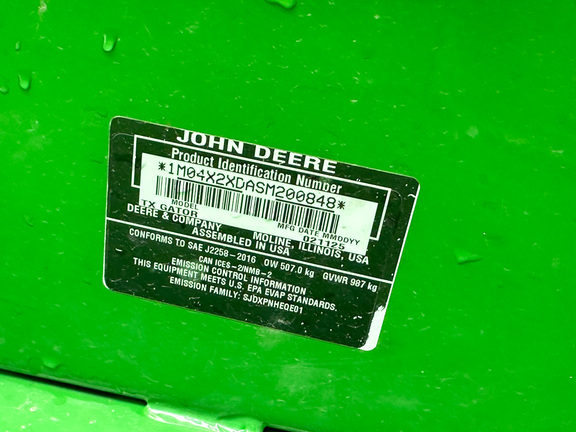 JOHN DEERE
Product Identification Number
*1M04X2XDASM200848*
MODEL MFG DATE MMDDYY
TX GATOR 021125
DEERE & COMPANY MOLINE, ILLINOIS, USA
ASSEMBLED IN USA
CONFORMS TO SAE J2258-2016 OW 507.0 kg GVWR 987 kg
CAN ICES-2/NMB-2
EMISSION CONTROL INFORMATION
THIS EQUIPMENT MEETS U.S. EPA EVAP STANDARDS.
EMISSION FAMILY: SJDXPNHEQE01